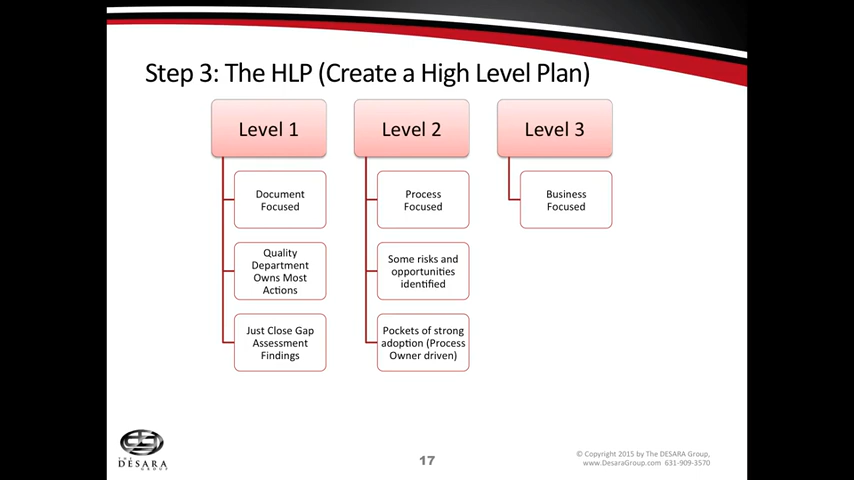 Step 3: The HLP (Create a High Level Plan)
Level 1
Document
Focused
Quality
Department
Owns Most
Actions
Just Close Gap
Assessment
Findings
Level 2
Process
Focused
Some risks and
opportunities
identified
Pockets of strong
adoption (Process
Owner driven)
Level 3
Business
Focused
THE
DESARA
GROUP
17
© Copyright 2015 by The DESARA Group,
www.DesaraGroup.com 631-909-3570